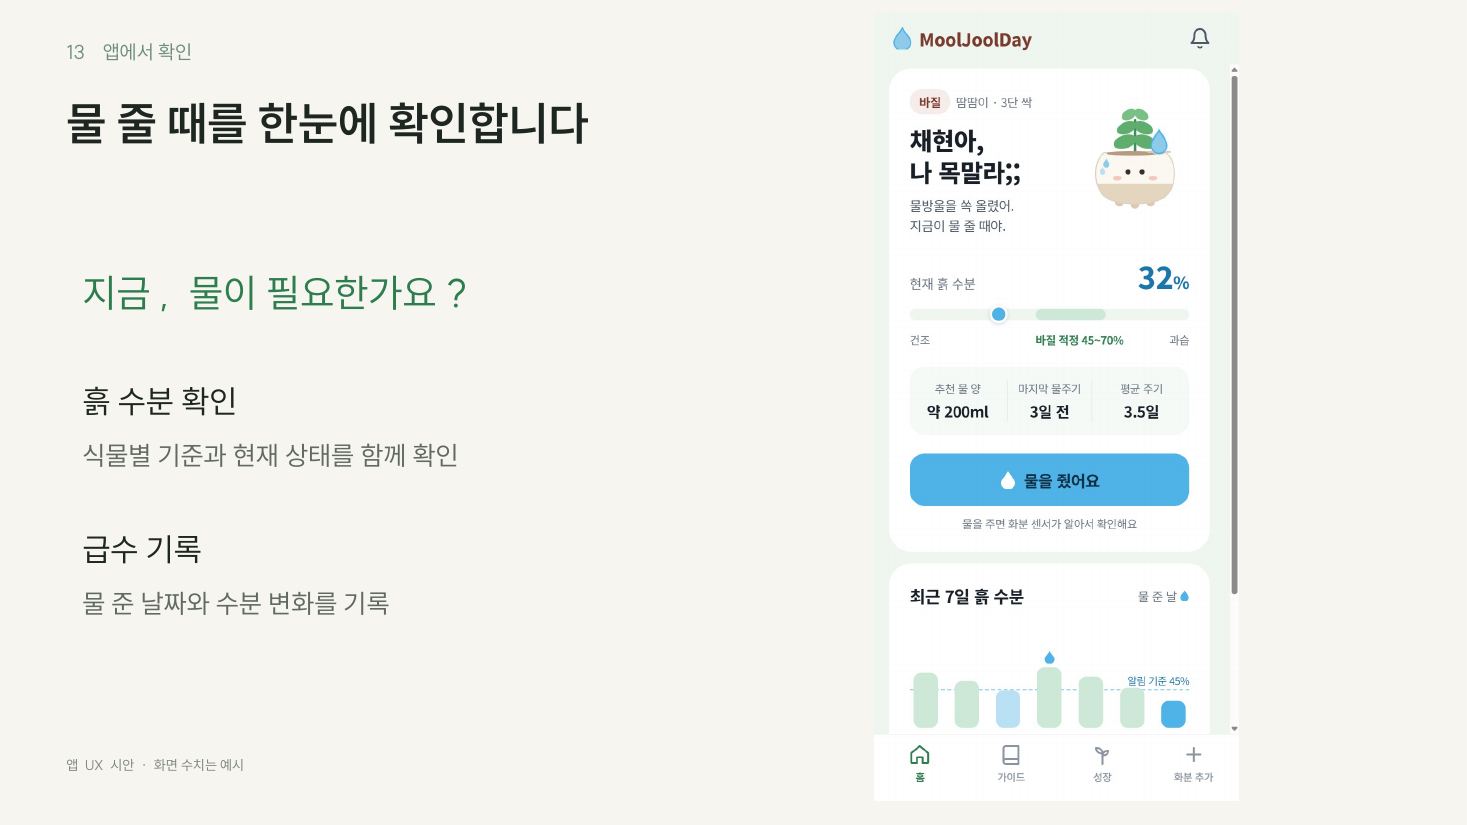 13 앱에서 확인
물 줄 때를 한눈에 확인합니다
지금 , 물이 필요한가요 ?
흙 수분 확인
식물별 기준과 현재 상태를 함께 확인
급수 기록
물 준 날짜와 수분 변화를 기록
앱 UX 시안 · 화면 수치는 예시
MoolJoolDay
바질 땀땀이 · 3단 싹
채현아,
나 목말라;;
물방울을 쏙 올렸어.
지금이 물 줄 때야.
현재 흙 수분 32%
건조 바질 적정 45~70% 과습
추천 물 양 마지막 물주기 평균 주기
약 200ml 3일 전 3.5일
물을 줬어요
물을 주면 화분 센서가 알아서 확인해요
최근 7일 흙 수분 물 준 날
알림 기준 45%
홈 가이드 성장 화분 추가